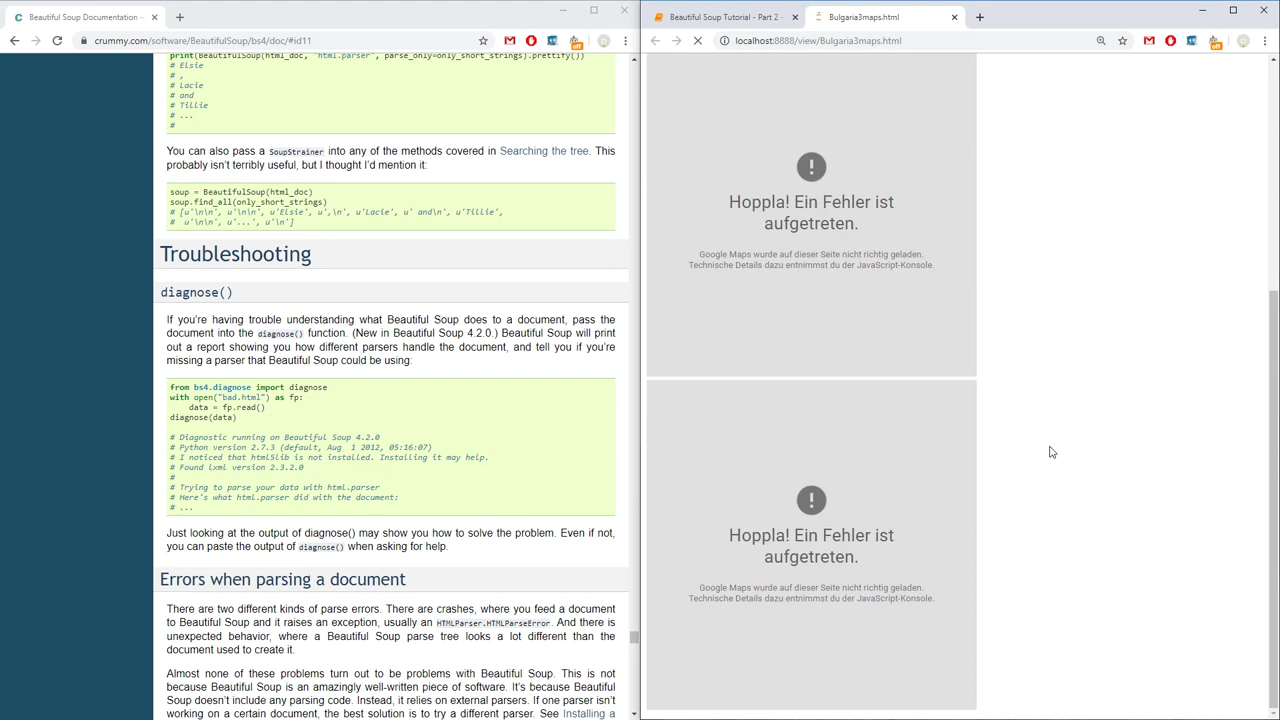 Beautiful Soup Documentation -
crummy.com/software/BeautifulSoup/bs4/doc/#id11
print(BeautifulSoup(html_doc, "html.parser", parse_only=only_short_strings).prettify())
# Elsie
# ,
# Lacie
# and
# Tillie
# ...
#
You can also pass a SoupStrainer into any of the methods covered in Searching the tree. This
probably isn't terribly useful, but I thought I'd mention it:
soup = BeautifulSoup(html_doc)
soup.find_all(only_short_strings)
# [u'\n\n', u'\n\n', u'Elsie', u',\n', u'Lacie', u' and\n', u'Tillie',
# u'\n\n', u'...', u'\n']
Troubleshooting
diagnose()
If you're having trouble understanding what Beautiful Soup does to a document, pass the
document into the diagnose() function. (New in Beautiful Soup 4.2.0.) Beautiful Soup will print
out a report showing you how different parsers handle the document, and tell you if you're
missing a parser that Beautiful Soup could be using:
from bs4.diagnose import diagnose
with open("bad.html") as fp:
data = fp.read()
diagnose(data)
# Diagnostic running on Beautiful Soup 4.2.0
# Python version 2.7.3 (default, Aug 1 2012, 05:16:07)
# I noticed that html5lib is not installed. Installing it may help.
# Found lxml version 2.3.2.0
#
# Trying to parse your data with html.parser
# Here's what html.parser did with the document:
# ...
Just looking at the output of diagnose() may show you how to solve the problem. Even if not,
you can paste the output of diagnose() when asking for help.
Errors when parsing a document
There are two different kinds of parse errors. There are crashes, where you feed a document
to Beautiful Soup and it raises an exception, usually an HTMLParser.HTMLParseError. And there is
unexpected behavior, where a Beautiful Soup parse tree looks a lot different than the
document used to create it.
Almost none of these problems turn out to be problems with Beautiful Soup. This is not
because Beautiful Soup is an amazingly well-written piece of software. It's because Beautiful
Soup doesn't include any parsing code. Instead, it relies on external parsers. If one parser isn't
working on a certain document, the best solution is to try a different parser. See Installing a
Beautiful Soup Tutorial - Part 2 -
Bulgaria3maps.html
localhost:8888/view/Bulgaria3maps.html
off
off
Hoppla! Ein Fehler ist
aufgetreten.
Google Maps wurde auf dieser Seite nicht richtig geladen.
Technische Details dazu entnimmst du der JavaScript-Konsole.
Hoppla! Ein Fehler ist
aufgetreten.
Google Maps wurde auf dieser Seite nicht richtig geladen.
Technische Details dazu entnimmst du der JavaScript-Konsole.